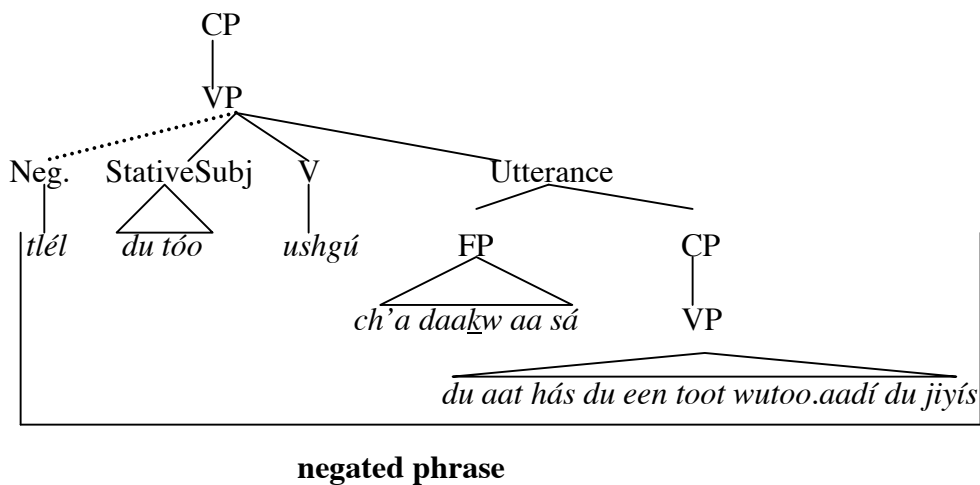 CP
VP
Neg. StativeSubj V Utterance
tlél du tóo ushgú FP CP
ch’a daaḵw aa sá VP
du aat hás du een toot wutoo.aadí du jiyís
negated phrase